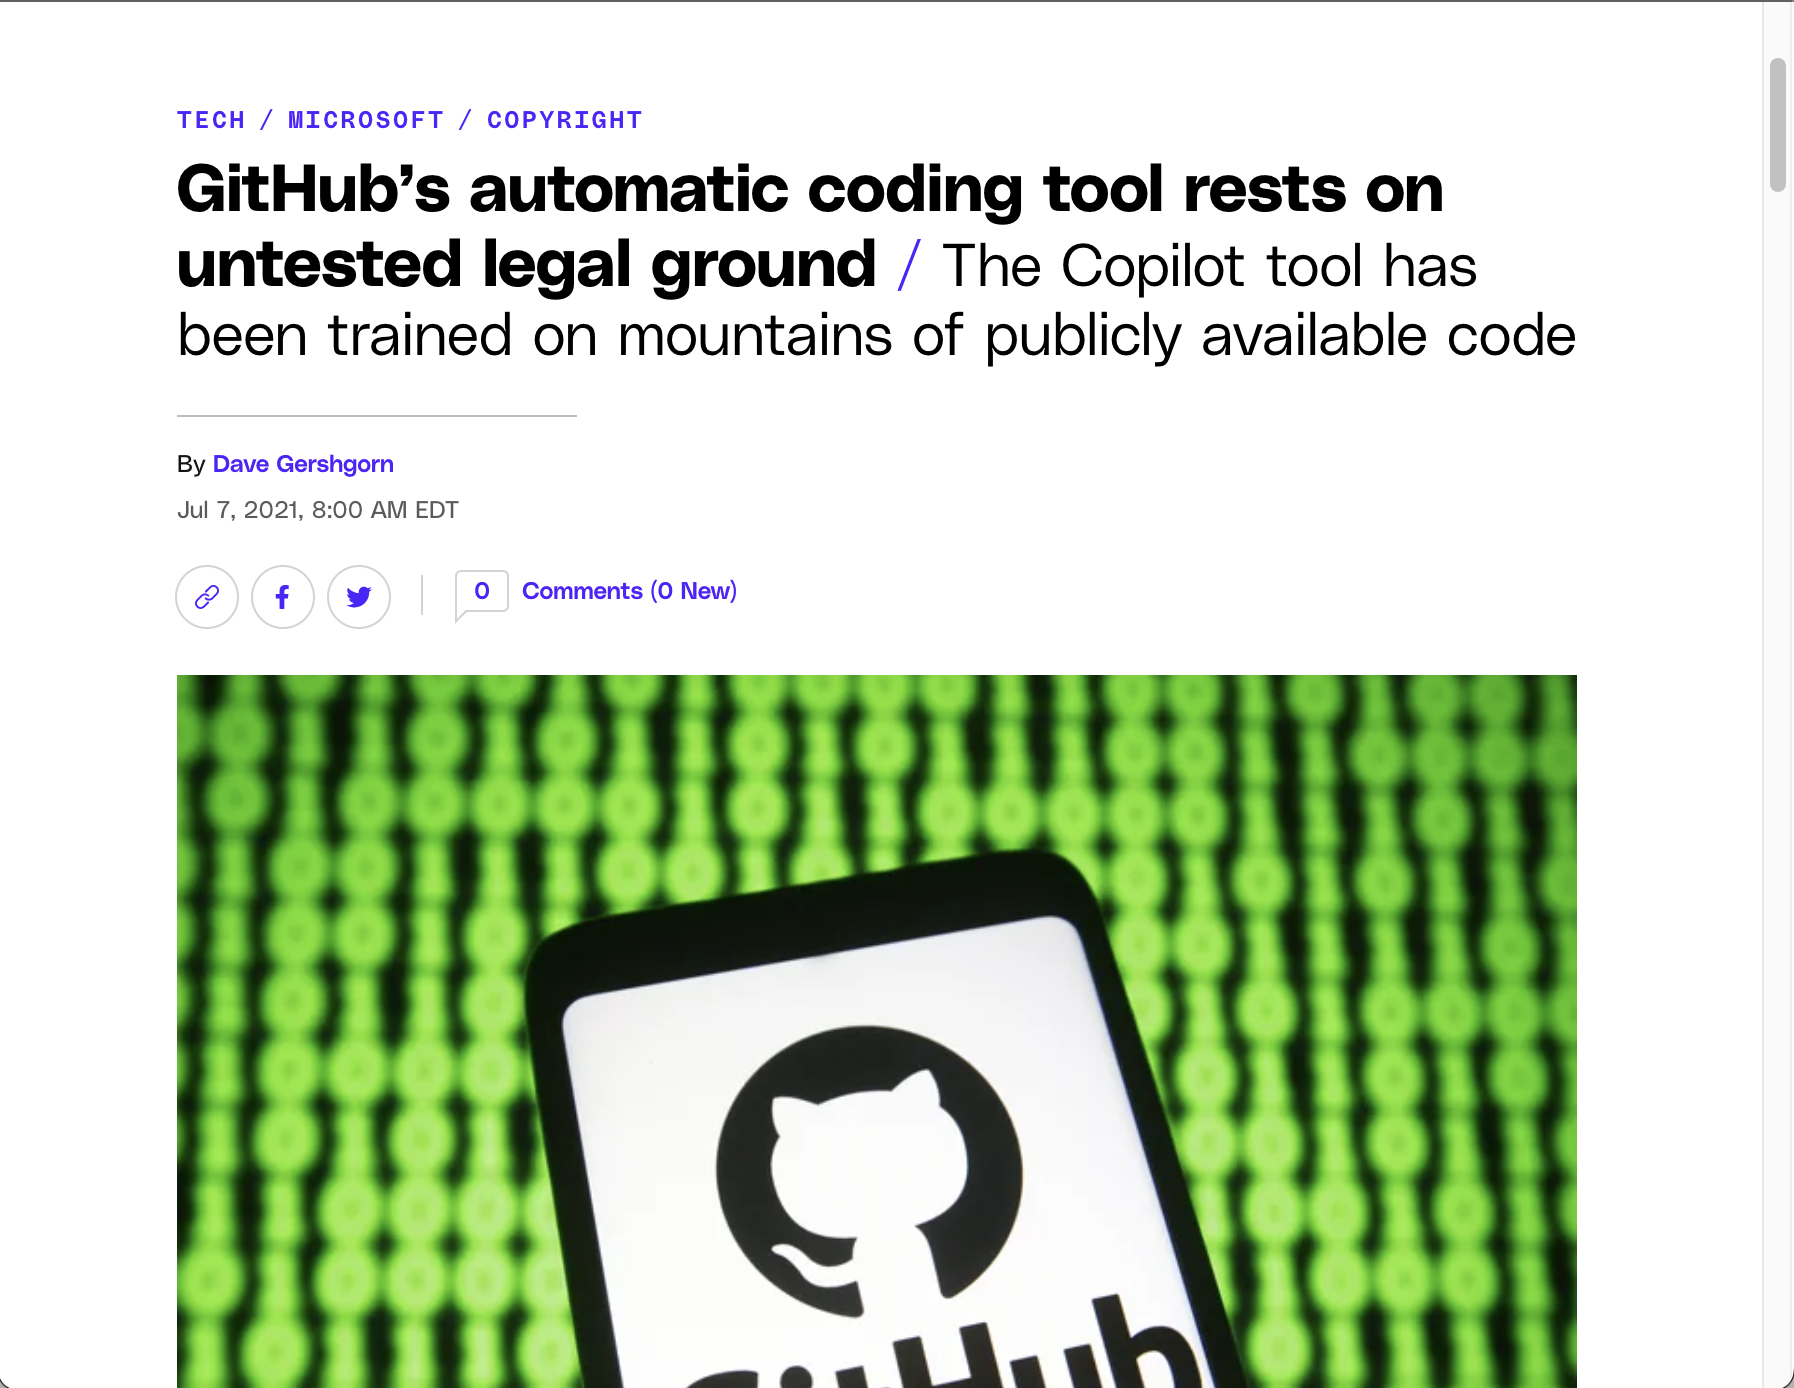 TECH / MICROSOFT / COPYRIGHT
GitHub’s automatic coding tool rests on
untested legal ground / The Copilot tool has
been trained on mountains of publicly available code
By Dave Gershgorn
Jul 7, 2021, 8:00 AM EDT
0 Comments (0 New)
GitHub